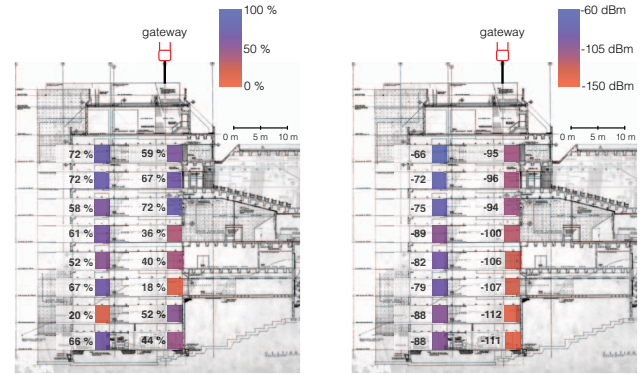 100 %
50 %
0 %
gateway
0 m 5 m 10 m
72 % 59 %
72 % 67 %
58 % 72 %
61 % 36 %
52 % 40 %
67 % 18 %
20 % 52 %
66 % 44 %
-60 dBm
-105 dBm
-150 dBm
gateway
0 m 5 m 10 m
-66 -95
-72 -96
-75 -94
-89 -100
-82 -106
-79 -107
-88 -112
-88 -111